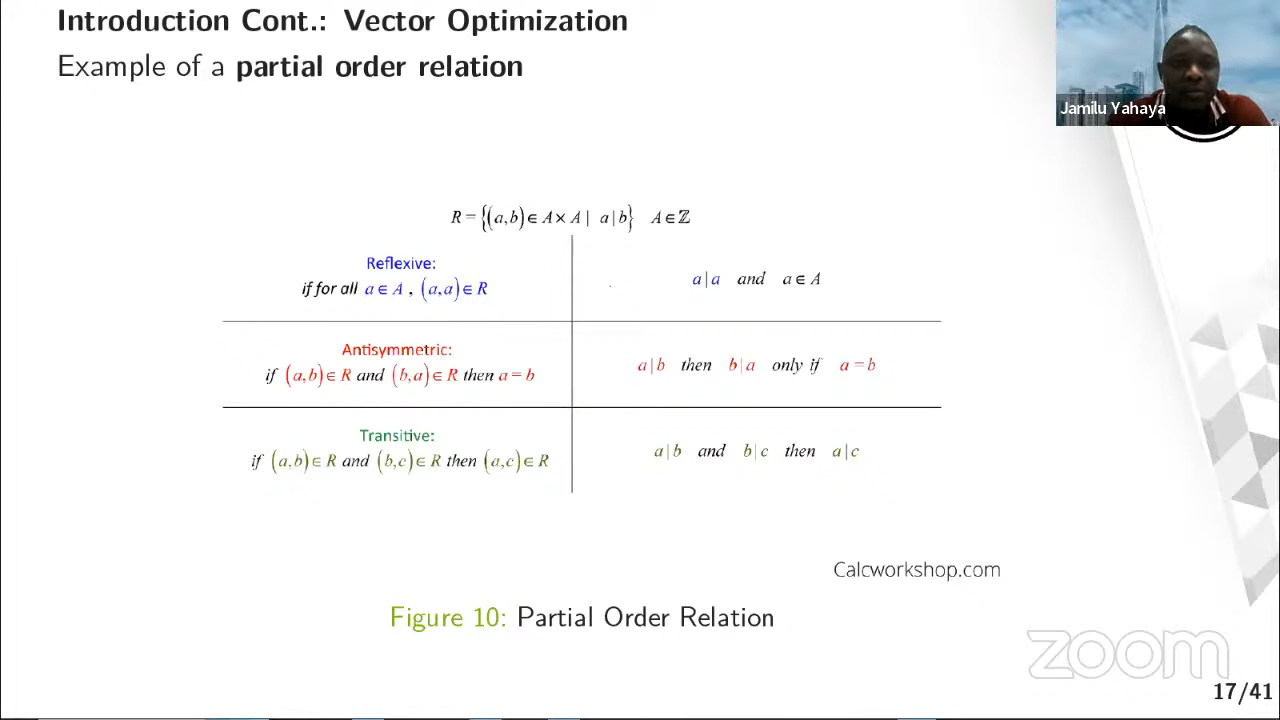 Introduction Cont.: Vector Optimization
Example of a partial order relation
Jamilu Yahaya
R = {(a,b) ∈ A × A | a | b} A ∈ ℤ
Reflexive:
if for all a ∈ A , (a,a) ∈ R
a | a and a ∈ A
Antisymmetric:
if (a,b) ∈ R and (b,a) ∈ R then a = b
a | b then b | a only if a = b
Transitive:
if (a,b) ∈ R and (b,c) ∈ R then (a,c) ∈ R
a | b and b | c then a | c
Calcworkshop.com
Figure 10: Partial Order Relation
zoom
17/41